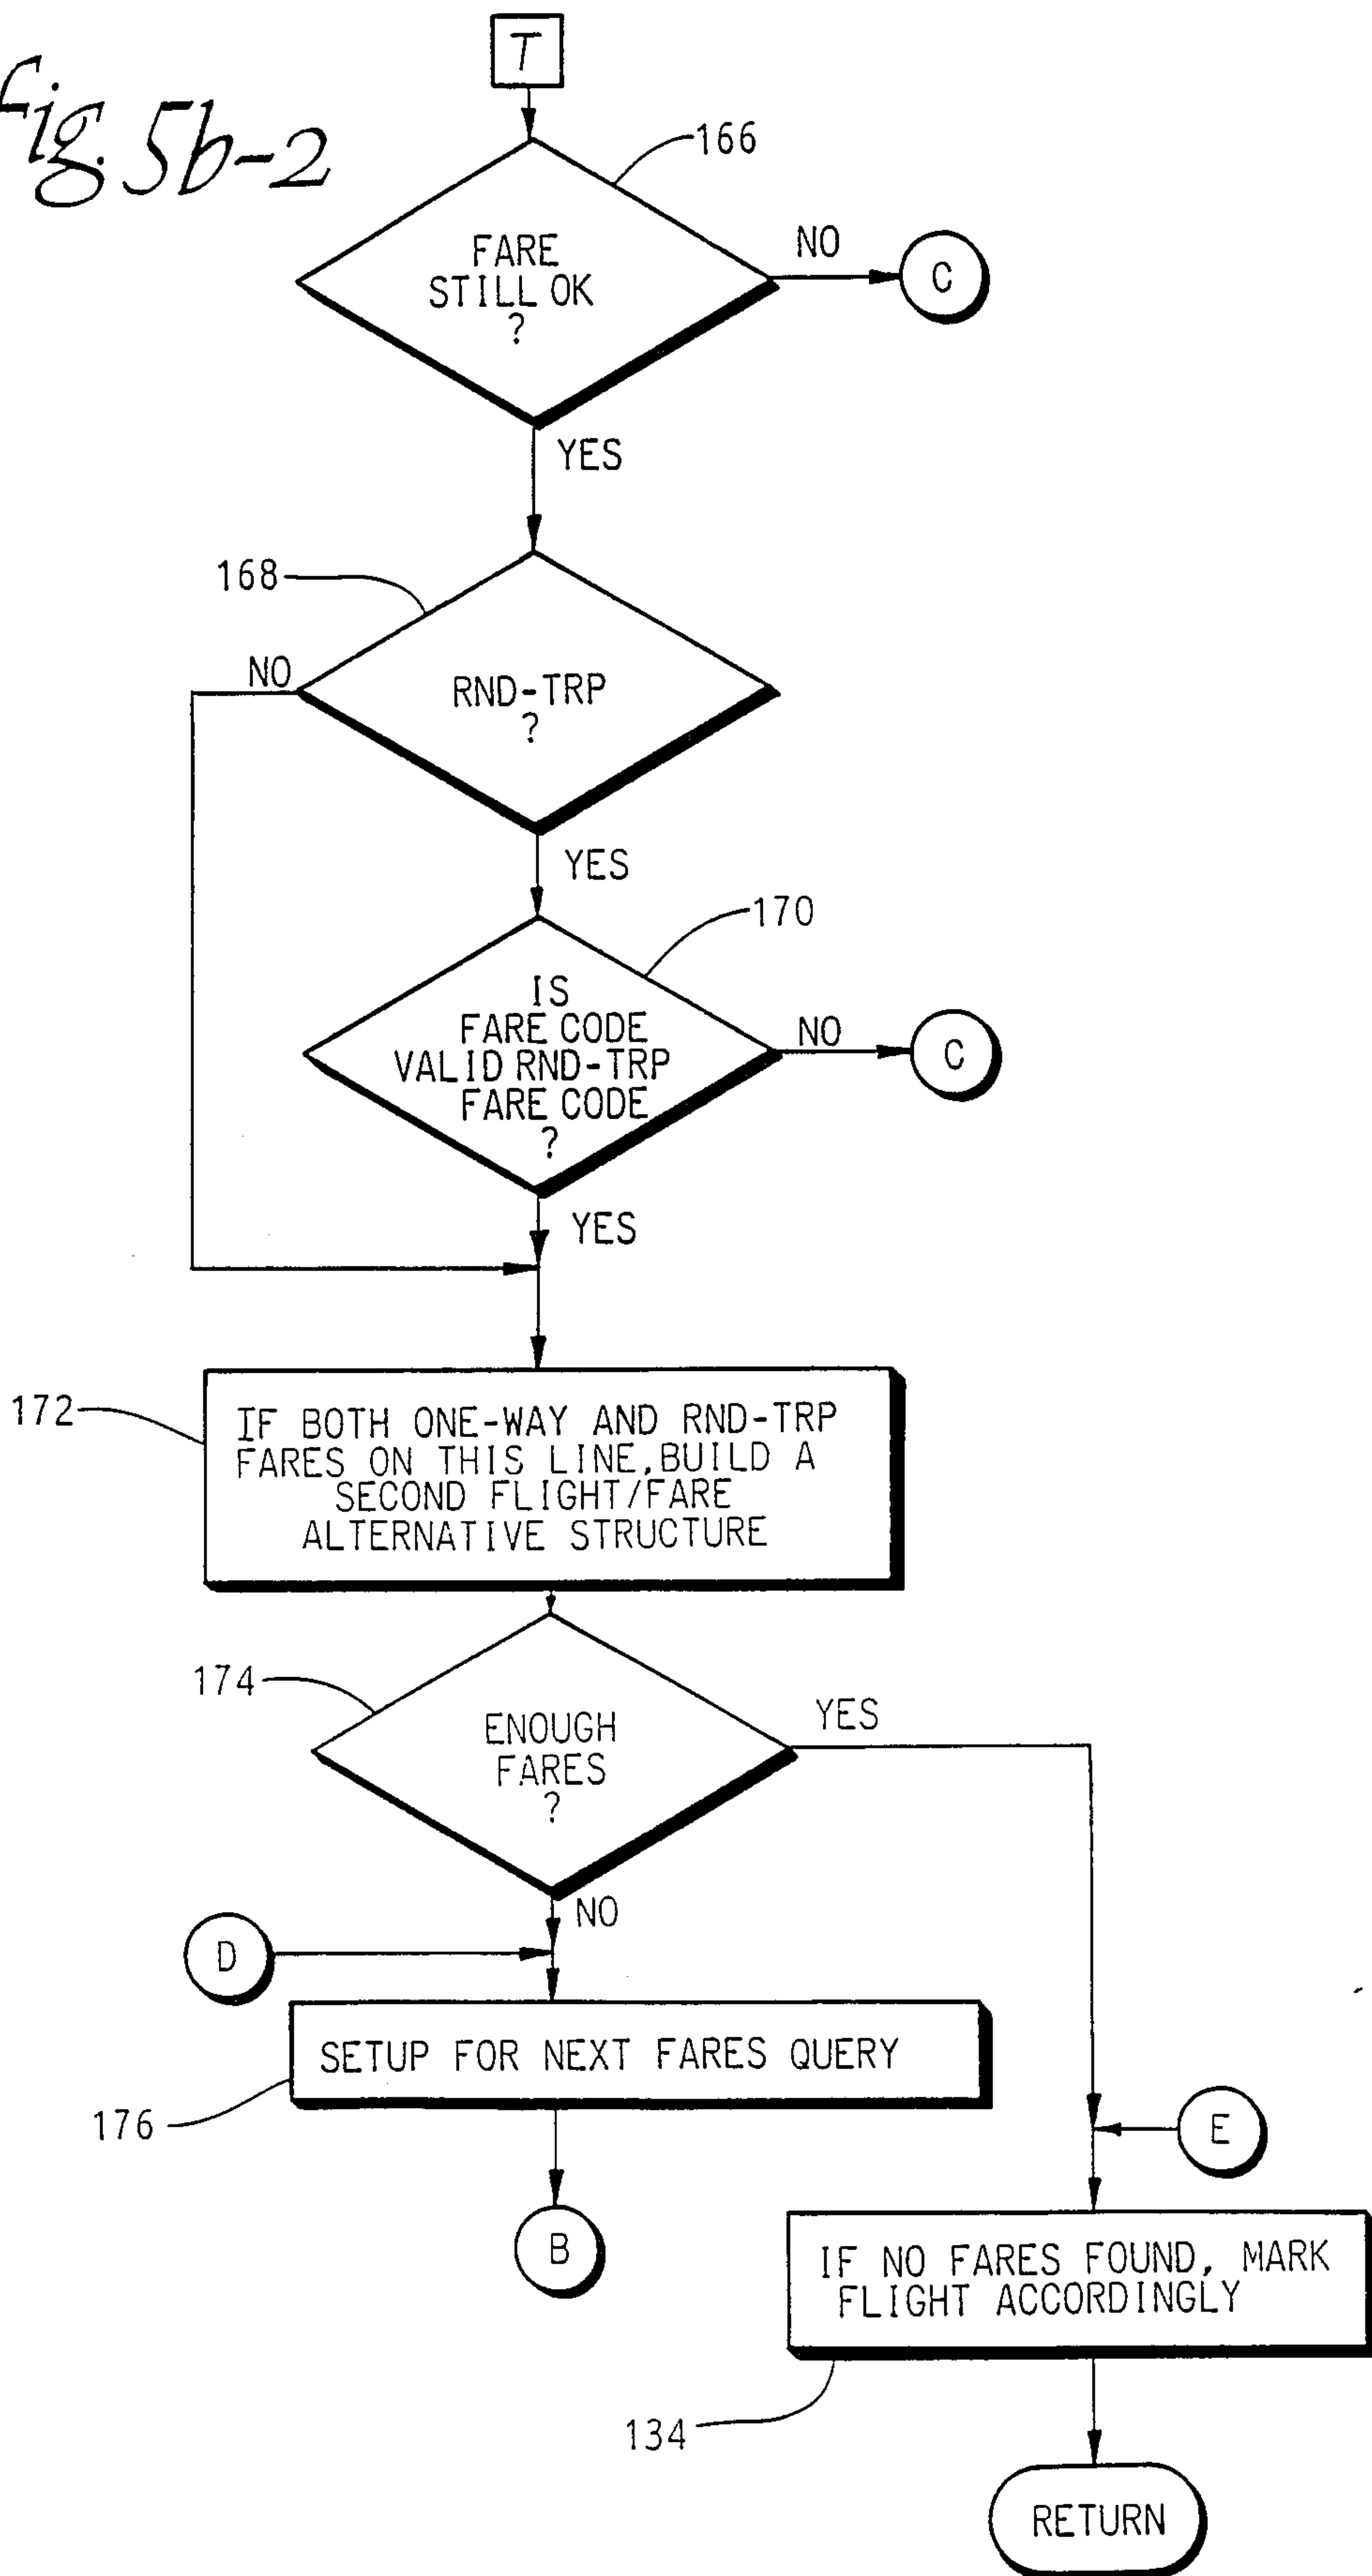 Fig. 5b-2
T
166
FARE
STILL OK
?
NO
C
YES
168
NO
RND-TRP
?
YES
170
IS
FARE CODE
VALID RND-TRP
FARE CODE
?
NO
C
YES
172
IF BOTH ONE-WAY AND RND-TRP
FARES ON THIS LINE, BUILD A
SECOND FLIGHT/FARE
ALTERNATIVE STRUCTURE
174
ENOUGH
FARES
?
YES
NO
D
SETUP FOR NEXT FARES QUERY
176
E
B
IF NO FARES FOUND, MARK
FLIGHT ACCORDINGLY
134
RETURN